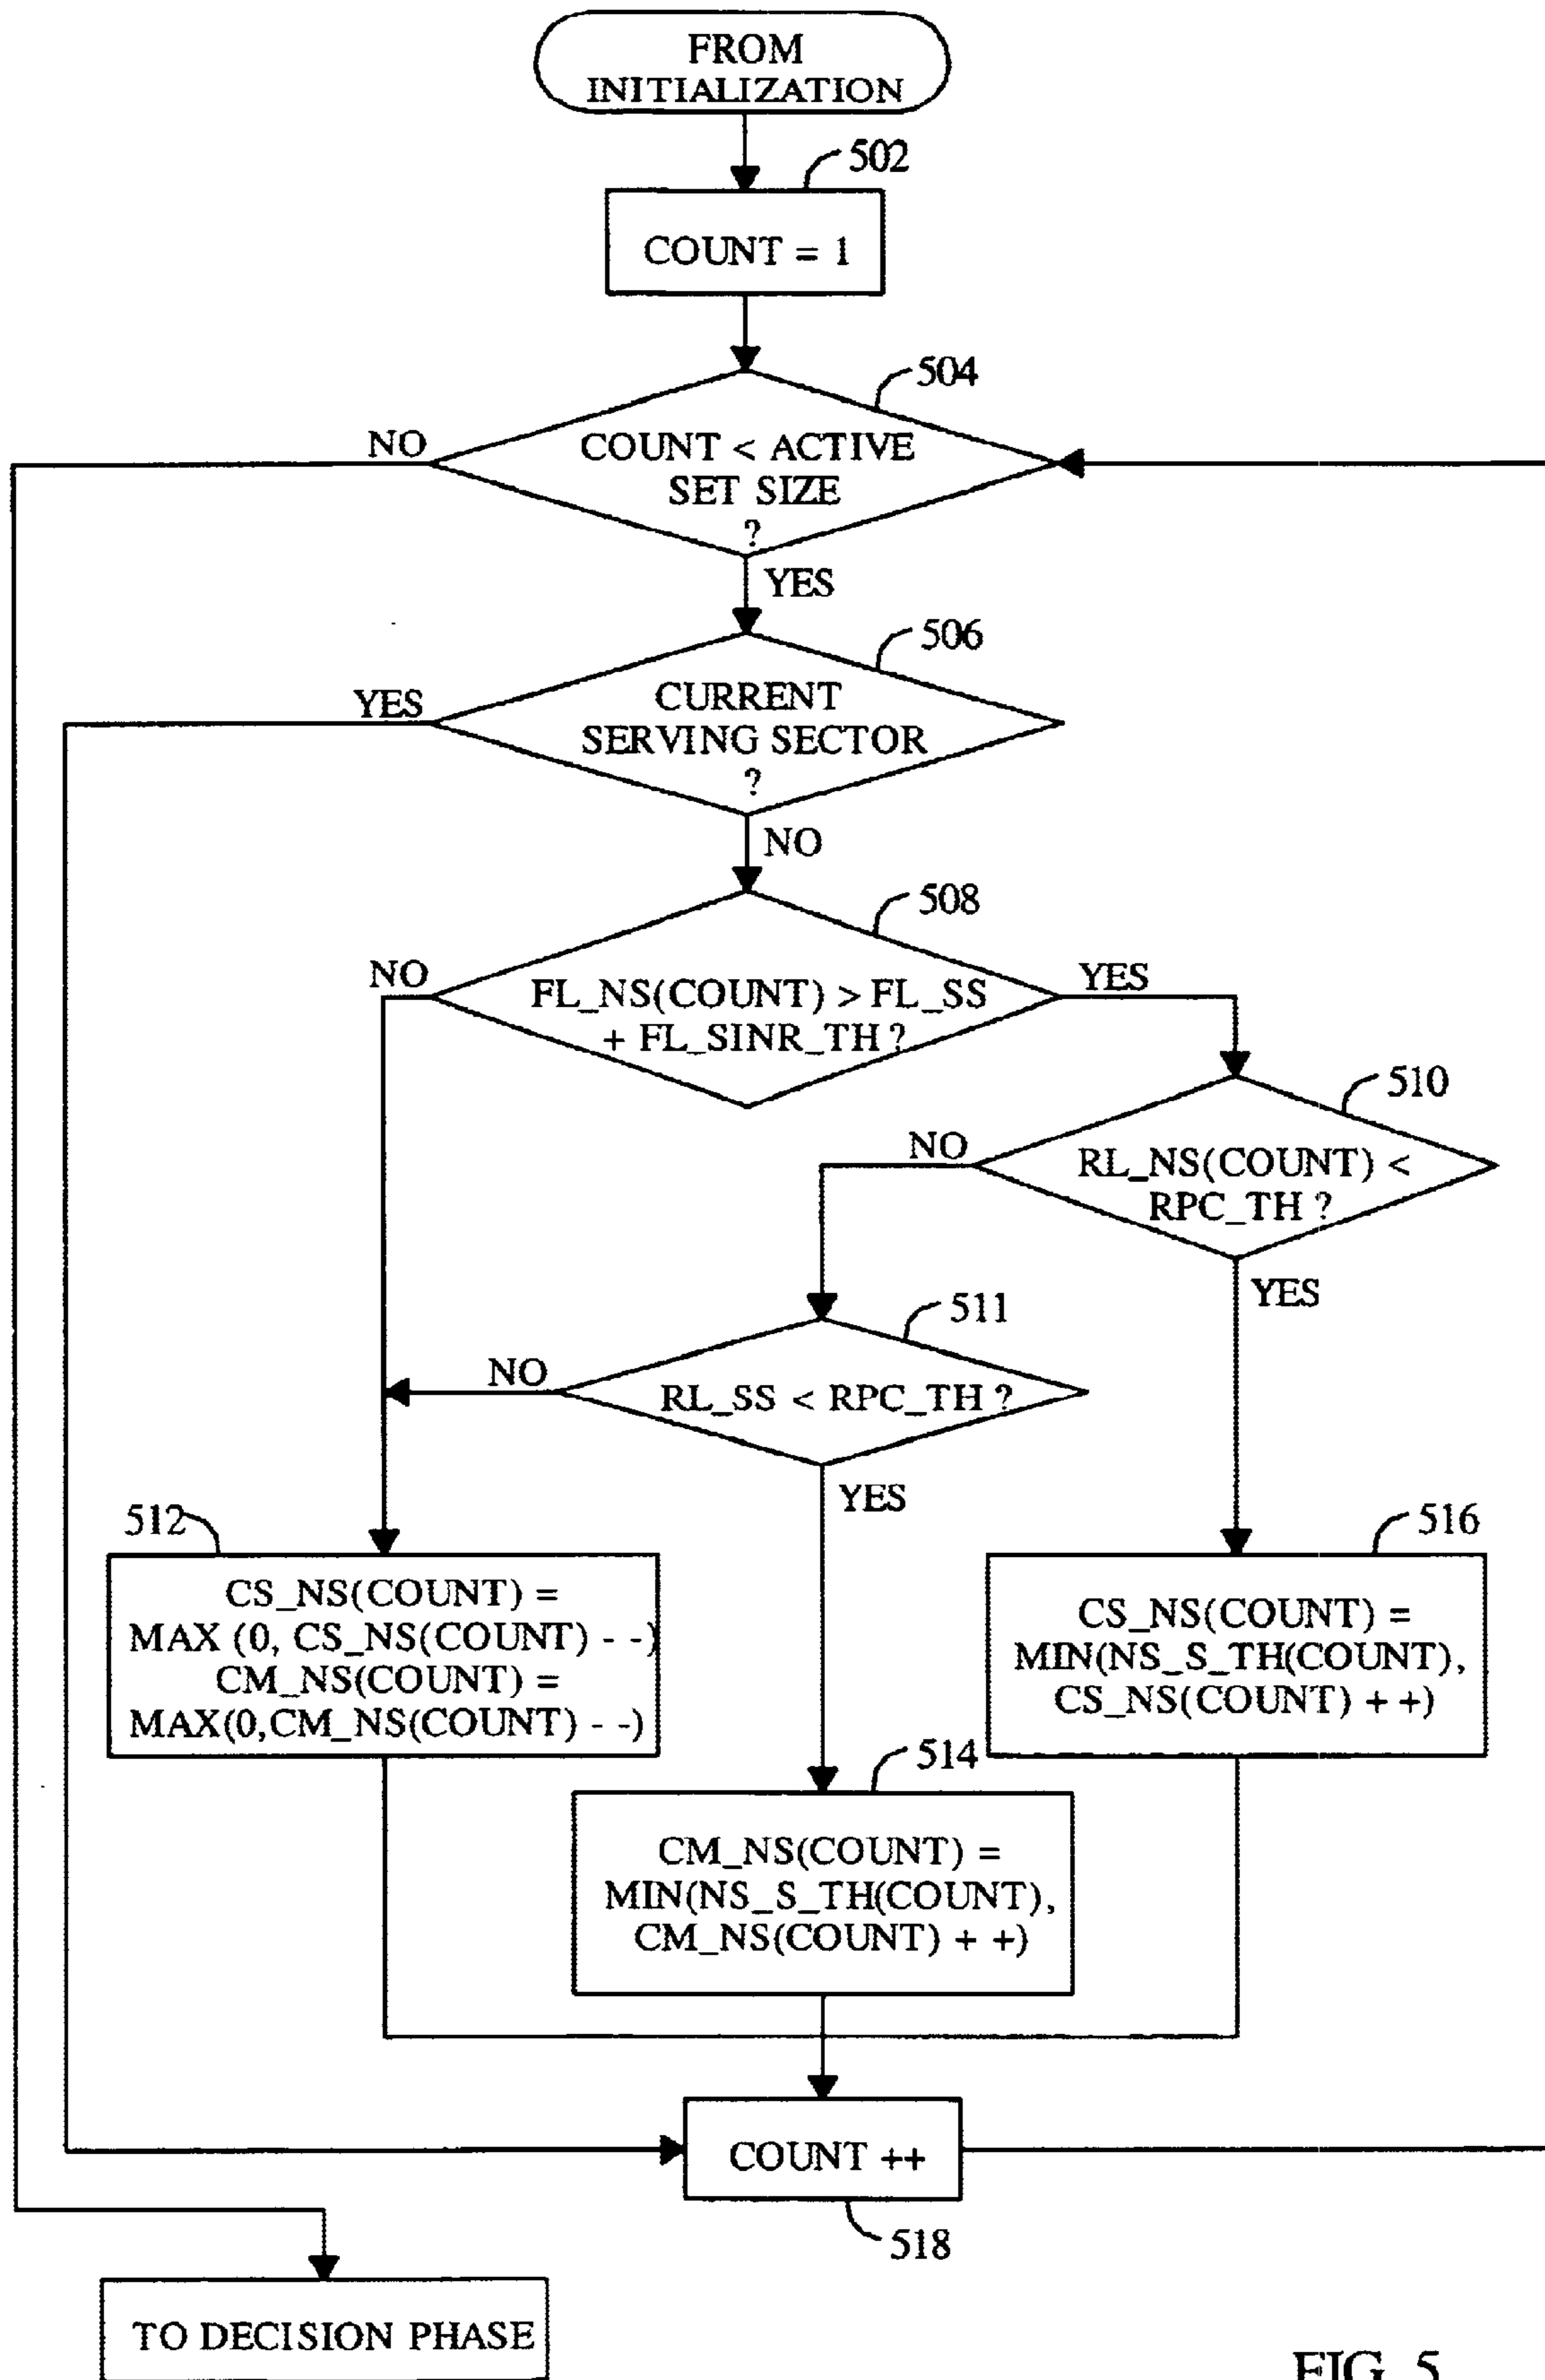 FROM
INITIALIZATION
502
COUNT = 1
504
NO
COUNT < ACTIVE
SET SIZE
?
YES
506
YES
CURRENT
SERVING SECTOR
?
NO
508
NO
FL_NS(COUNT) > FL_SS
+ FL_SINR_TH ?
YES
510
NO
RL_NS(COUNT) <
RPC_TH ?
YES
511
NO
RL_SS < RPC_TH ?
YES
512
CS_NS(COUNT) =
MAX (0, CS_NS(COUNT) - -)
CM_NS(COUNT) =
MAX(0,CM_NS(COUNT) - -)
516
CS_NS(COUNT) =
MIN(NS_S_TH(COUNT),
CS_NS(COUNT) + +)
514
CM_NS(COUNT) =
MIN(NS_S_TH(COUNT),
CM_NS(COUNT) + +)
COUNT ++
518
TO DECISION PHASE
FIG. 5